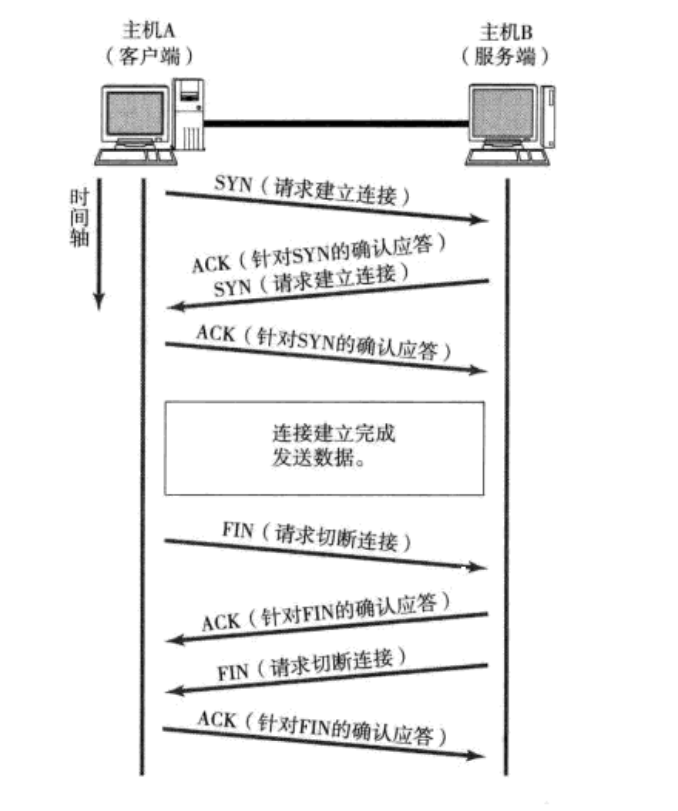 主机A
（客户端）
主机B
（服务端）
时间轴
SYN（请求建立连接）
ACK（针对SYN的确认应答）
SYN（请求建立连接）
ACK（针对SYN的确认应答）
连接建立完成
发送数据。
FIN（请求切断连接）
ACK（针对FIN的确认应答）
FIN（请求切断连接）
ACK（针对FIN的确认应答）